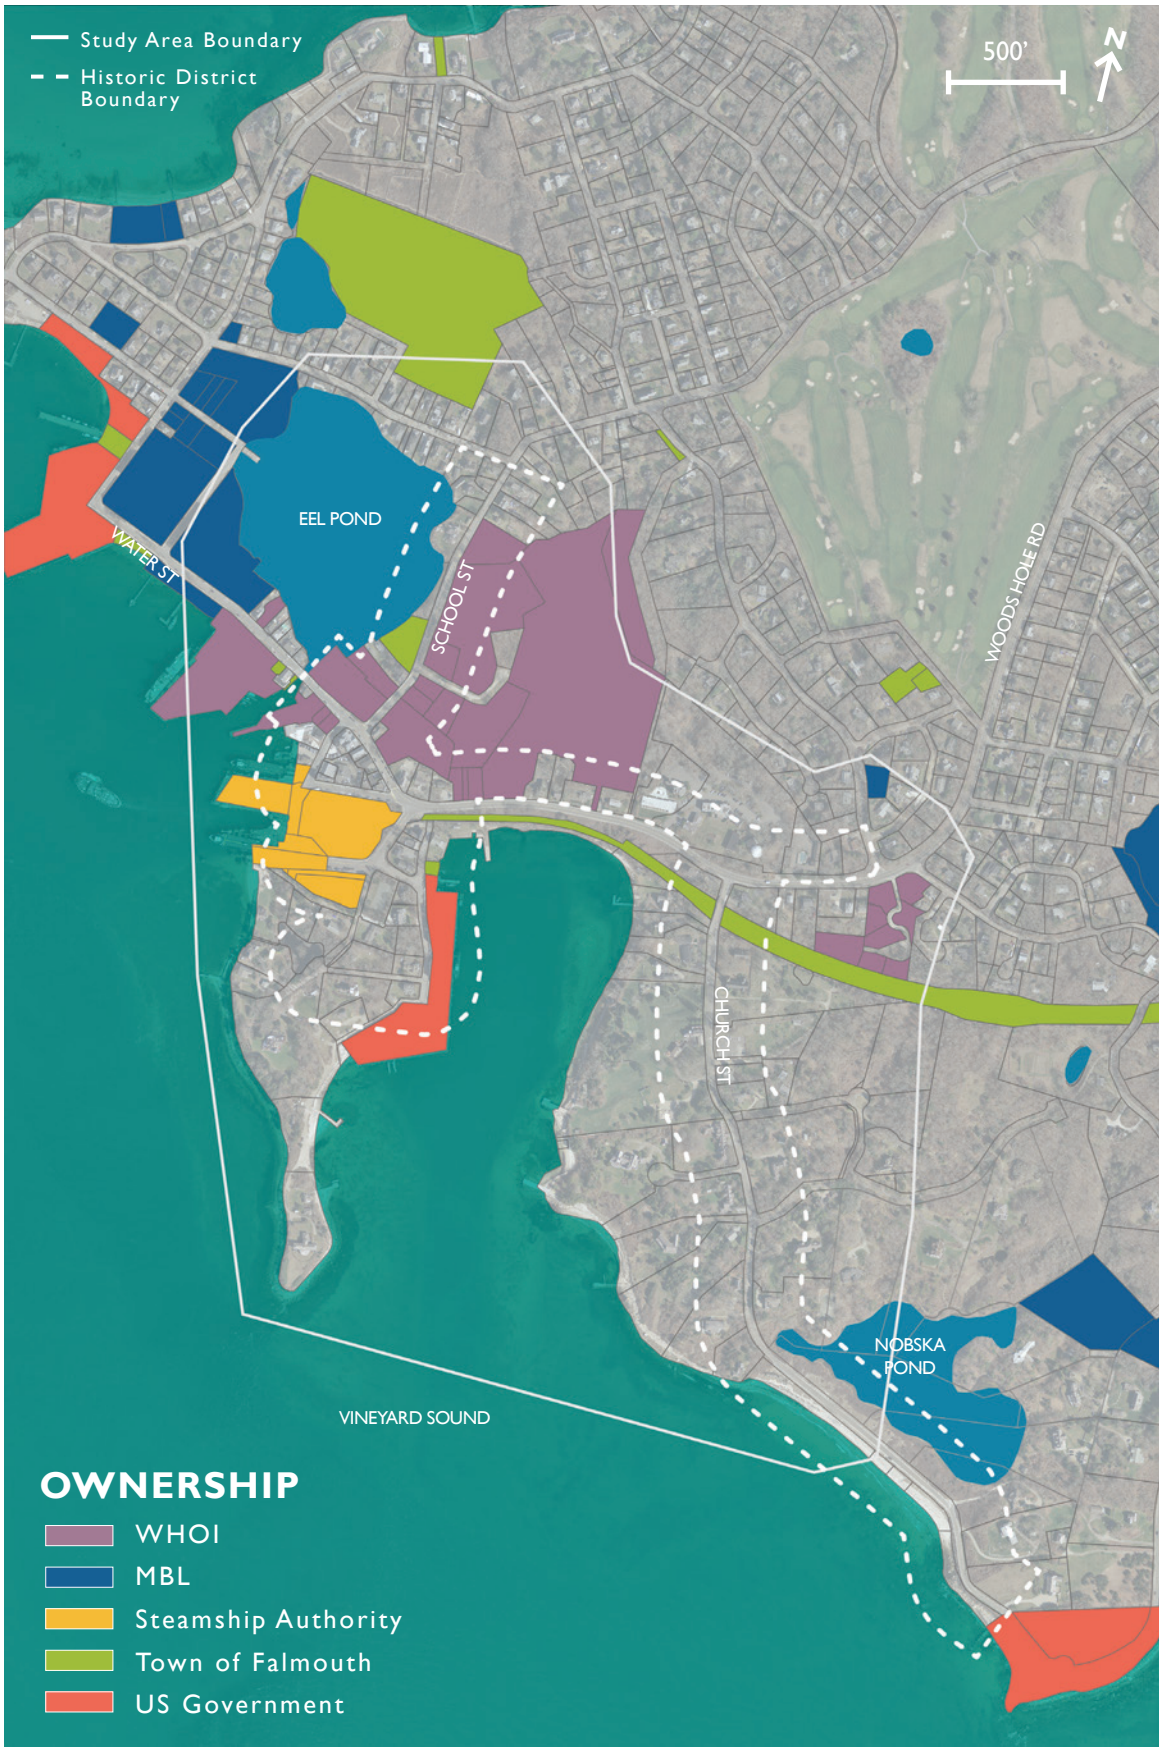 Study Area Boundary
Historic District
Boundary
500’
N
EEL POND
WATER ST
SCHOOL ST
WOODS HOLE RD
CHURCH ST
NOBSKA
POND
VINEYARD SOUND
OWNERSHIP
WHOI
MBL
Steamship Authority
Town of Falmouth
US Government